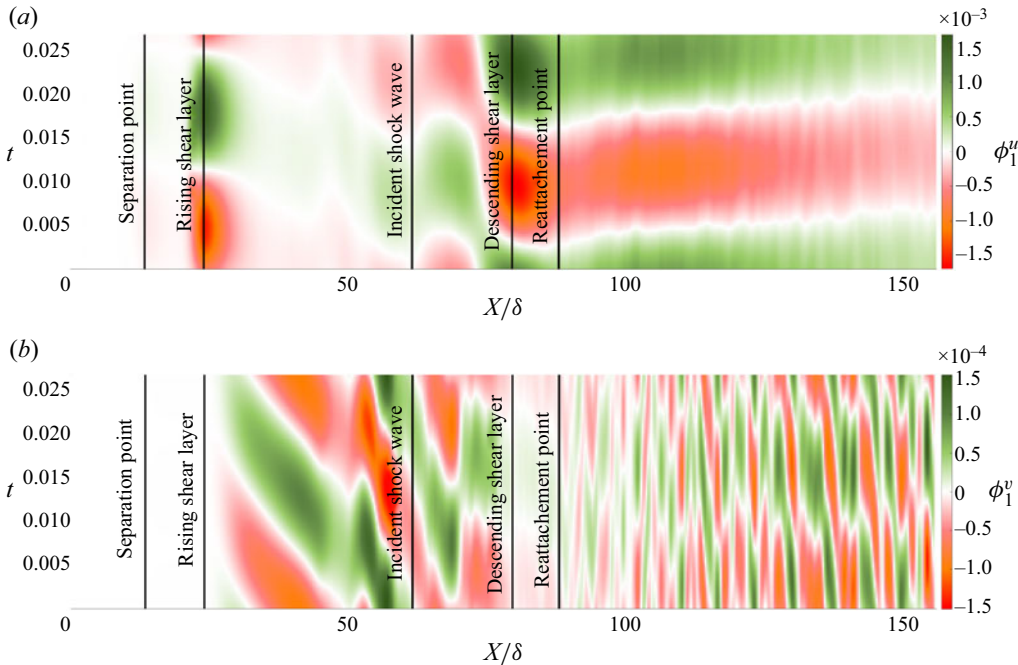 (a)
×10⁻³
0.025
0.020
0.015
0.010
0.005
t
Separation point
Rising shear layer
Incident shock wave
Descending shear layer
Reattachement point
1.5
1.0
0.5
0
−0.5
−1.0
−1.5
ϕ₁ᵘ
0
50
100
150
X/δ
(b)
×10⁻⁴
0.025
0.020
0.015
0.010
0.005
t
Separation point
Rising shear layer
Incident shock wave
Descending shear layer
Reattachement point
1.5
1.0
0.5
0
−0.5
−1.0
−1.5
ϕ₁ᵛ
0
50
100
150
X/δ